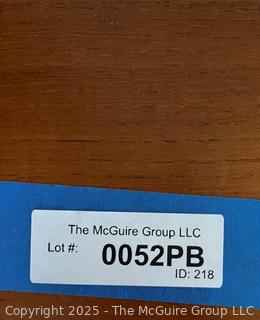 The McGuire Group LLC
Lot #: 0052PB
ID: 218
Copyright 2025 - The McGuire Group LLC